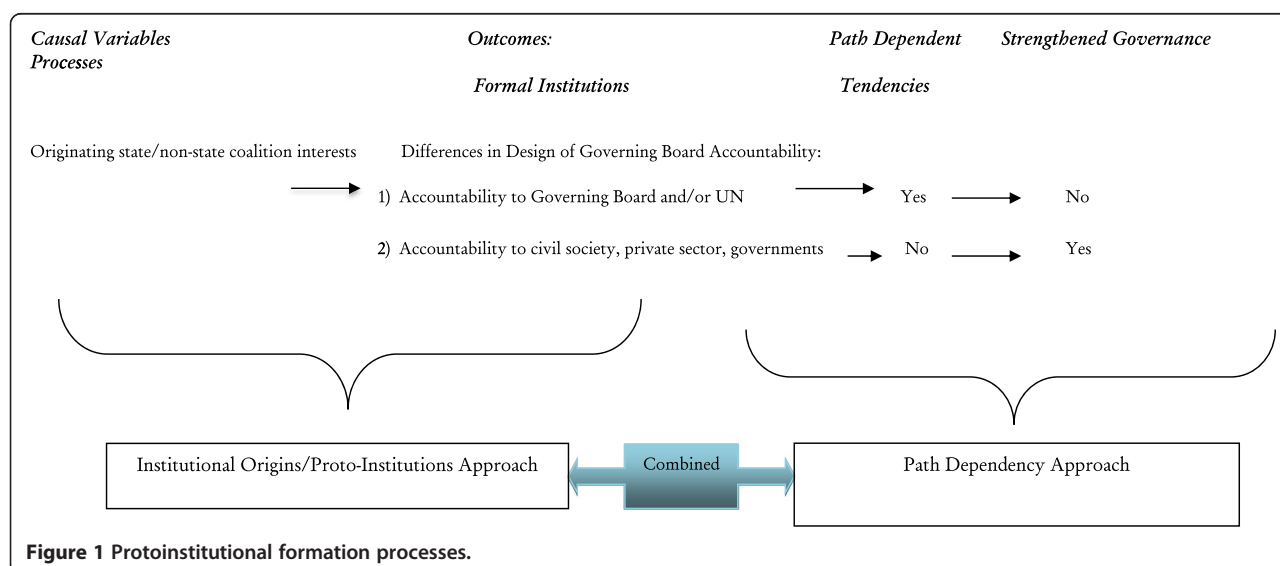 Causal Variables Outcomes: Path Dependent Strengthened Governance
Processes
Formal Institutions Tendencies
Originating state/non-state coalition interests Differences in Design of Governing Board Accountability:
1) Accountability to Governing Board and/or UN Yes No
2) Accountability to civil society, private sector, governments No Yes
Institutional Origins/Proto-Institutions Approach Combined Path Dependency Approach
Figure 1 Protoinstitutional formation processes.